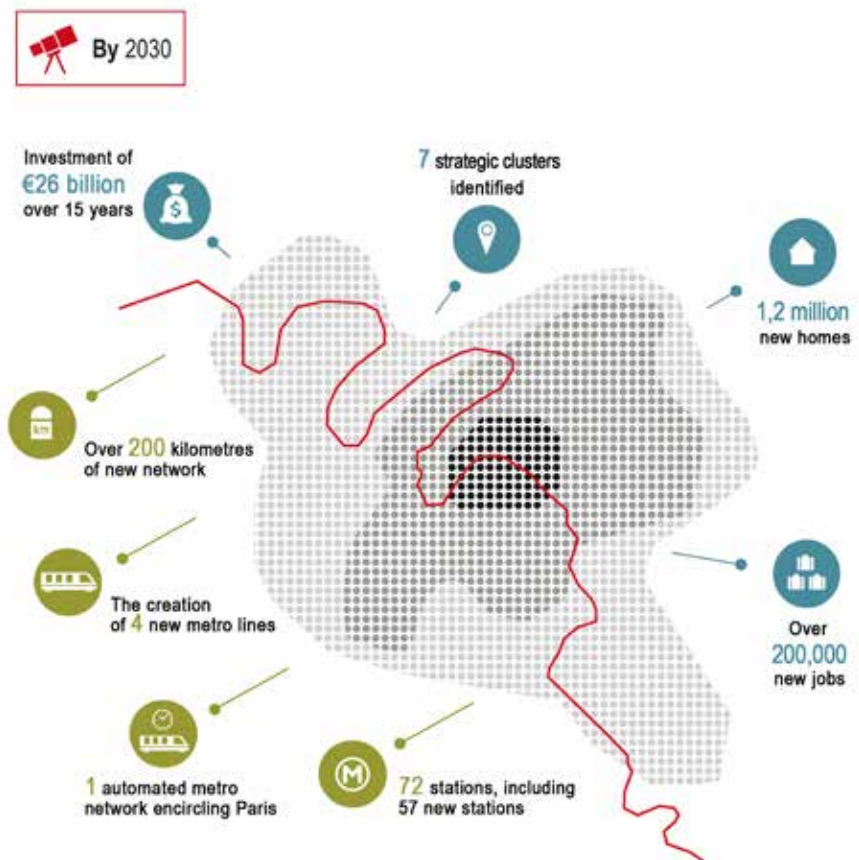 By 2030
Investment of
€26 billion
over 15 years
$
7 strategic clusters
identified
1,2 million
new homes
km
Over 200 kilometres
of new network
The creation
of 4 new metro lines
Over
200,000
new jobs
1 automated metro
network encircling Paris
M
72 stations, including
57 new stations